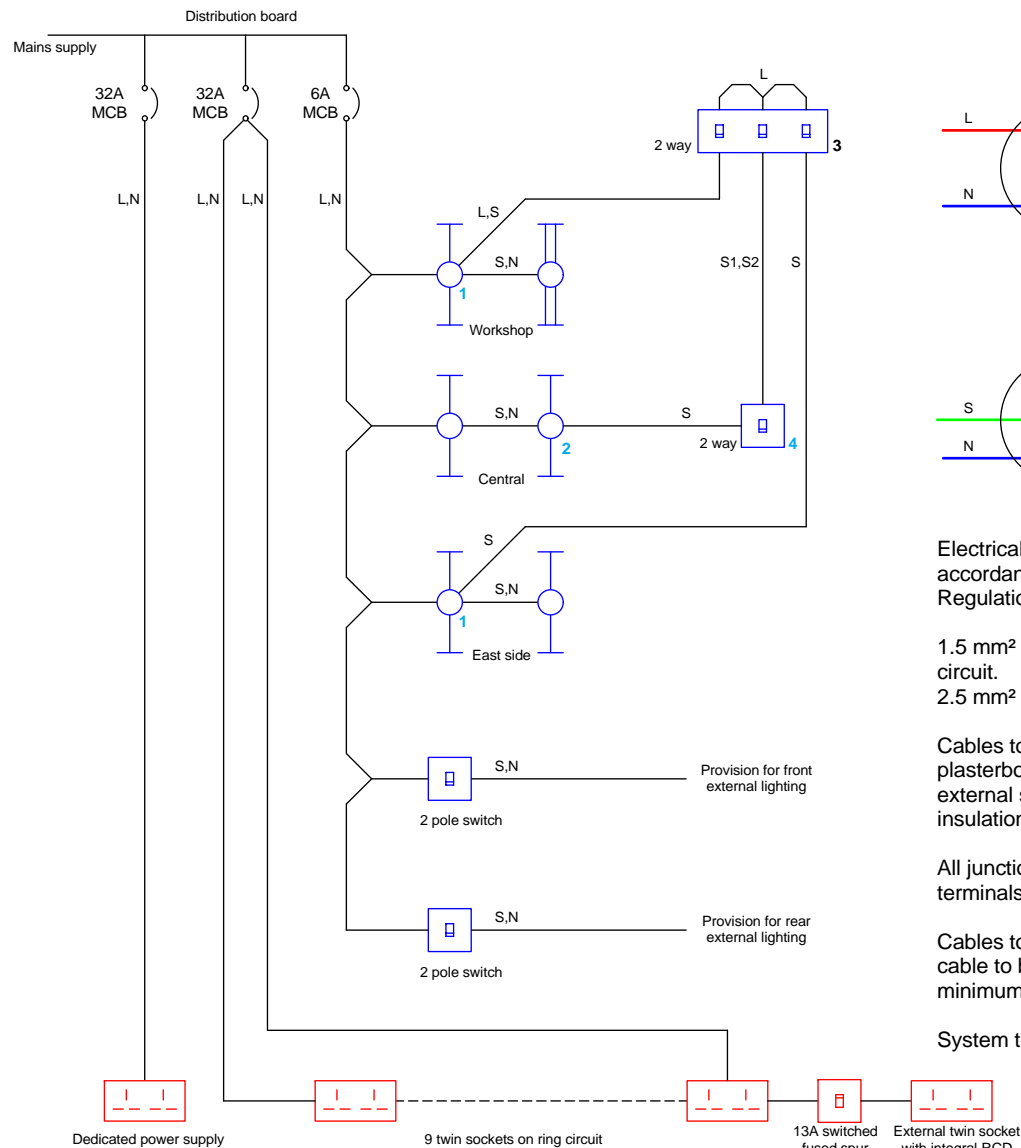 Distribution board
Mains supply
32A
MCB
32A
MCB
6A
MCB
L,N
L,N
L,N
L,N
L
2 way
3
L,S
S,N
1
Workshop
S1,S2
S
S,N
S
2
Central
2 way
4
S
S,N
1
East side
S,N
2 pole switch
Provision for front
external lighting
S,N
2 pole switch
Provision for rear
external lighting
Dedicated power supply
9 twin sockets on ring circuit
13A switched
fused spur
External twin socket
with integral RCD
L
N
S
N
Electrical
accordan
Regulatio
1.5 mm²
circuit.
2.5 mm²
Cables to
plasterbo
external s
insulation
All junctio
terminals
Cables to
cable to b
minimum
System t